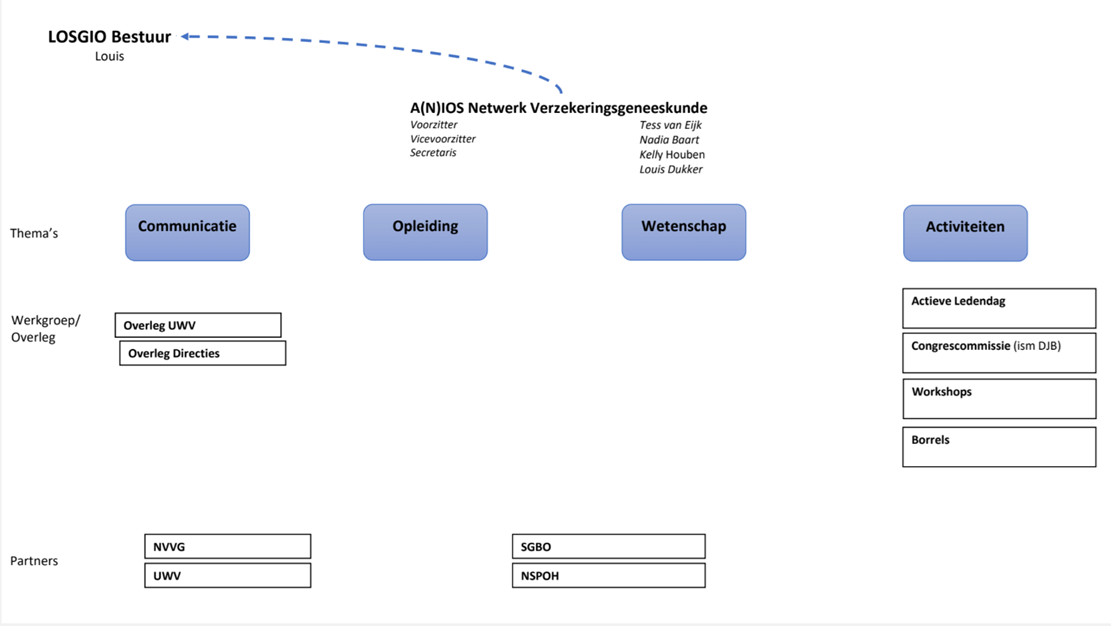 LOSGIO Bestuur
Louis
A(N)IOS Netwerk Verzekeringsgeneeskunde
Voorzitter Tess van Eijk
Vicevoorzitter Nadia Baart
Secretaris Kelly Houben
Louis Dukker
Thema's Communicatie Opleiding Wetenschap Activiteiten
Werkgroep/
Overleg
Overleg UWV
Overleg Directies
Actieve Ledendag
Congrescommissie (ism DJB)
Workshops
Borrels
Partners
NVVG
UWV
SGBO
NSPOH